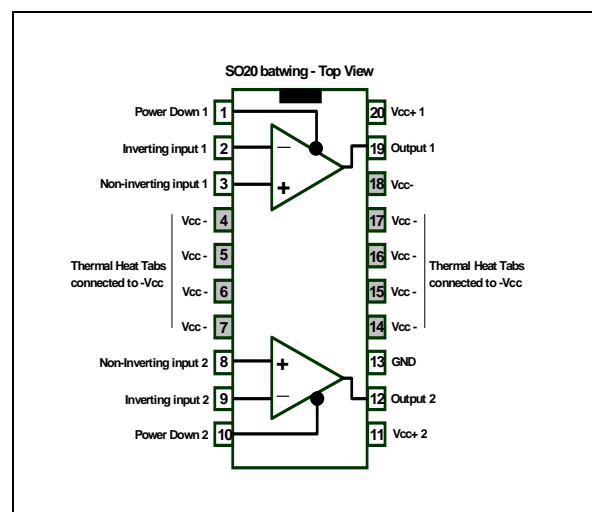 SO20 batwing - Top View
Power Down 1
1
20
Vcc+ 1
Inverting input 1
2
19
Output 1
Non-inverting input 1
3
18
Vcc-
Vcc -
4
17
Vcc -
Vcc -
5
16
Vcc -
Thermal Heat Tabs
connected to -Vcc
Thermal Heat Tabs
connected to -Vcc
Vcc -
6
15
Vcc -
Vcc -
7
14
Vcc -
Non-Inverting input 2
8
13
GND
Inverting input 2
9
12
Output 2
Power Down 2
10
11
Vcc+ 2